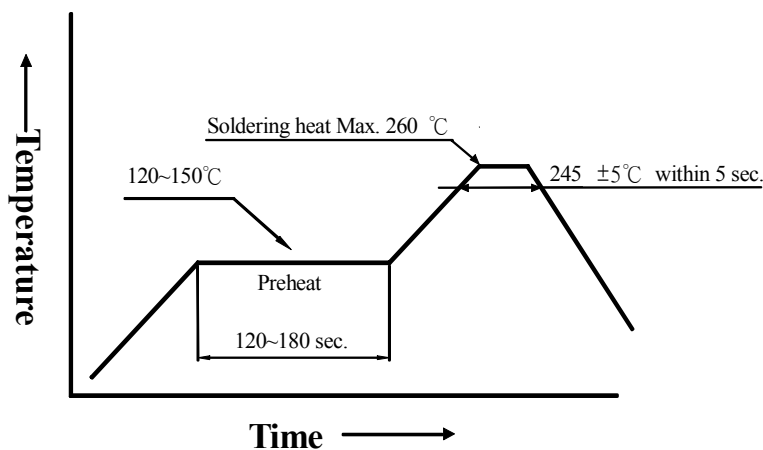 Soldering heat Max. 260 ℃
120~150℃
245 ±5℃ within 5 sec.
Temperature
Preheat
120~180 sec.
Time